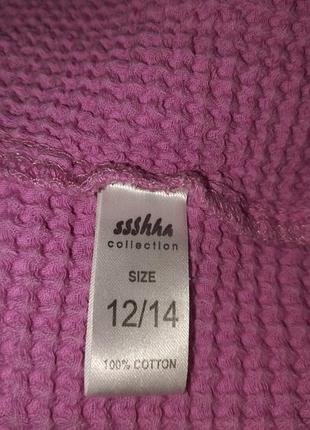 ssshha
collection
SIZE
12/14
100% COTTON